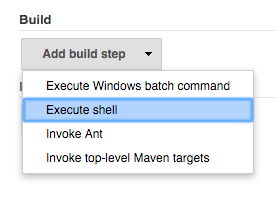 Build
Add build step
Execute Windows batch command
Execute shell
Invoke Ant
Invoke top-level Maven targets